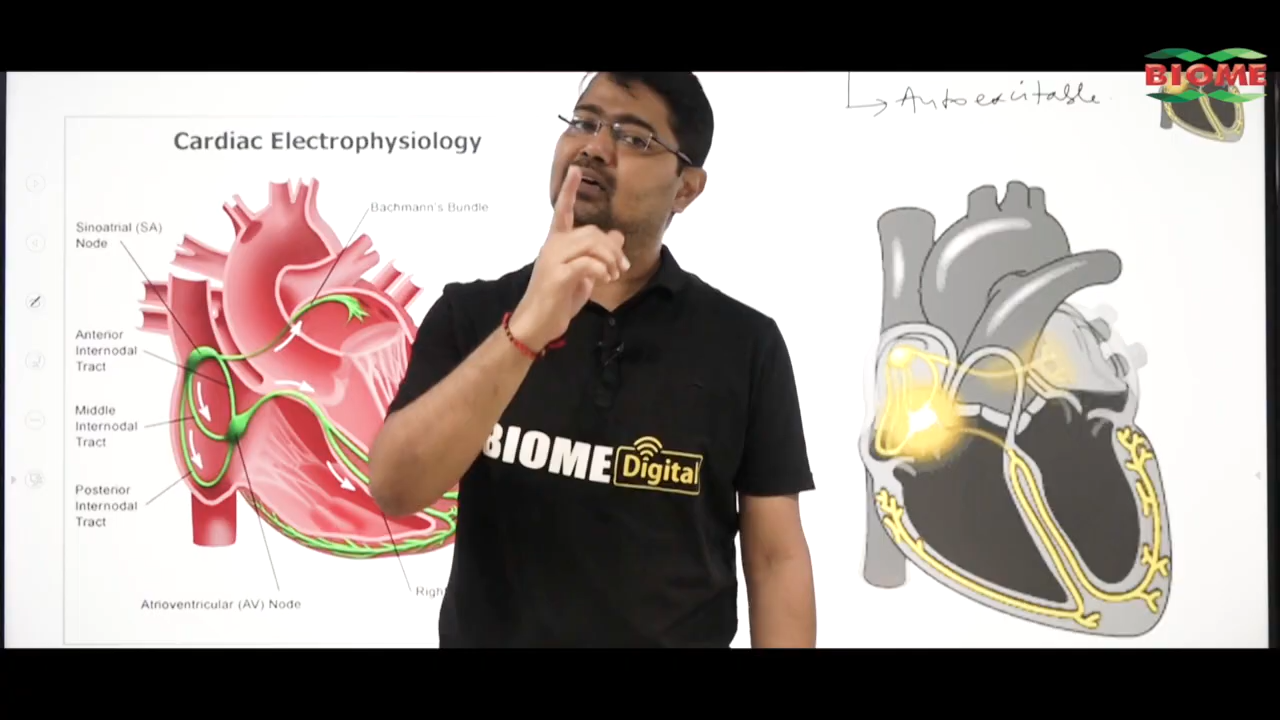 BIOME
Autoexcitable
Cardiac Electrophysiology
Bachmann's Bundle
Sinoatrial (SA)
Node
Anterior
Internodal
Tract
Middle
Internodal
Tract
Posterior
Internodal
Tract
Atrioventricular (AV) Node
Right
BIOME Digital